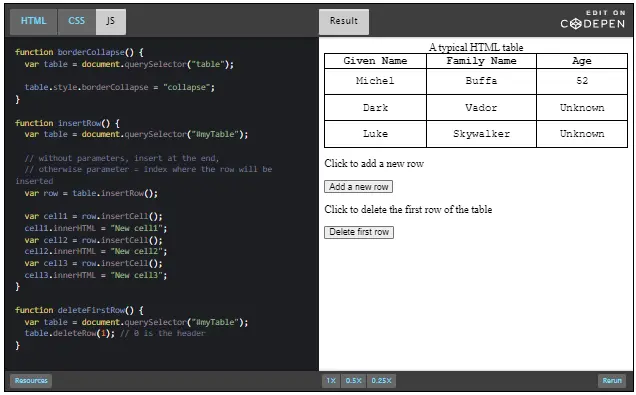 HTML CSS JS Result EDIT ON
CODEPEN
function borderCollapse() {
var table = document.querySelector("table");
table.style.borderCollapse = "collapse";
}
function insertRow() {
var table = document.querySelector("#myTable");
// without parameters, insert at the end,
// otherwise parameter = index where the row will be
inserted
var row = table.insertRow();
var cell1 = row.insertCell();
cell1.innerHTML = "New cell1";
var cell2 = row.insertCell();
cell2.innerHTML = "New cell2";
var cell3 = row.insertCell();
cell3.innerHTML = "New cell3";
}
function deleteFirstRow() {
var table = document.querySelector("#myTable");
table.deleteRow(1); // 0 is the header
}
A typical HTML table
Given Name Family Name Age
Michel Buffa 52
Dark Vador Unknown
Luke Skywalker Unknown
Click to add a new row
Add a new row
Click to delete the first row of the table
Delete first row
Resources 1X 0.5X 0.25X Rerun